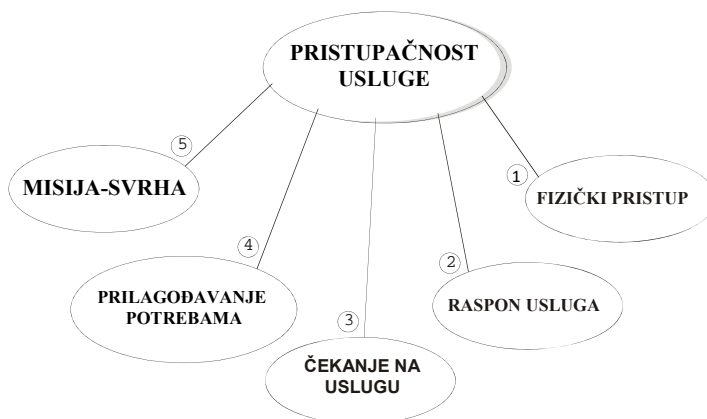 PRISTUPAČNOST
USLUGE
5
MISIJA-SVRHA
1
FIZIČKI PRISTUP
4
PRILAGOĐAVANJE
POTREBAMA
2
RASPON USLUGA
3
ČEKANJE NA
USLUGU